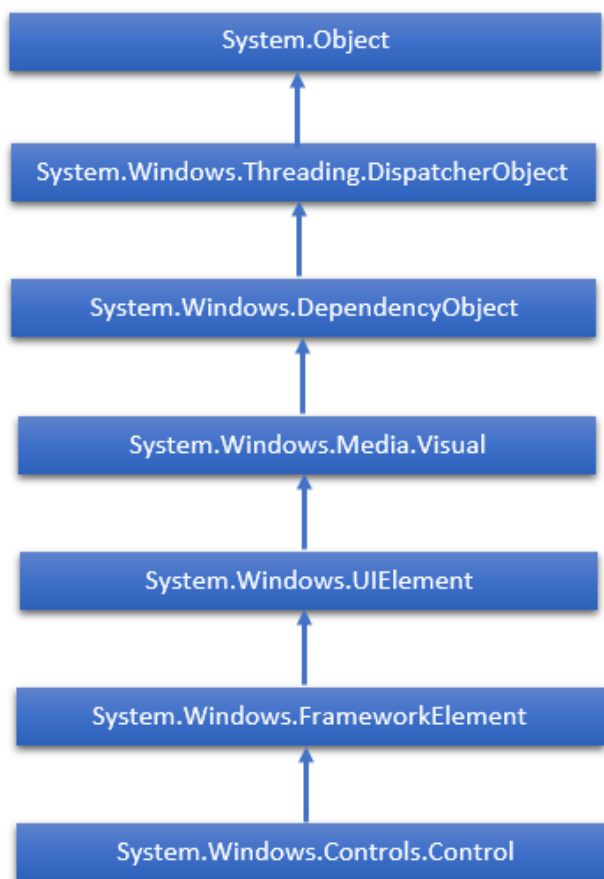 System.Object
System.Windows.Threading.DispatcherObject
System.Windows.DependencyObject
System.Windows.Media.Visual
System.Windows.UIElement
System.Windows.FrameworkElement
System.Windows.Controls.Control